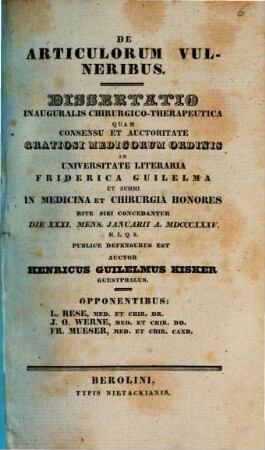 6
DE
ARTICULORUM VUL-
NERIBUS.
DISSERTATIO
INAUGURALIS CHIRURGICO-THERAPEUTICA
QUAM
CONSENSU ET AUCTORITATE
GRATIOSI MEDICORUM ORDINIS
IN
UNIVERSITATE LITERARIA
FRIDERICA GUILELMA
UT SUMMI
IN MEDICINA ET CHIRURGIA HONORES
RITE SIBI CONCEDANTUR
DIE XXXI. MENS. JANUARII A. MDCCCXXXV.
H. L. Q. S.
PUBLICE DEFENSURUS EST
AUCTOR
HENRICUS GUILELMUS KISKER
GUESTPHALUS.
OPPONENTIBUS:
L. RESE, MED. ET CHIR. DR.
J. O. WERNE, MED. ET CHIR. DD.
FR. MUESER, MED. ET CHIR. CAND.
BEROLINI,
TYPIS NIETACKIANIS.